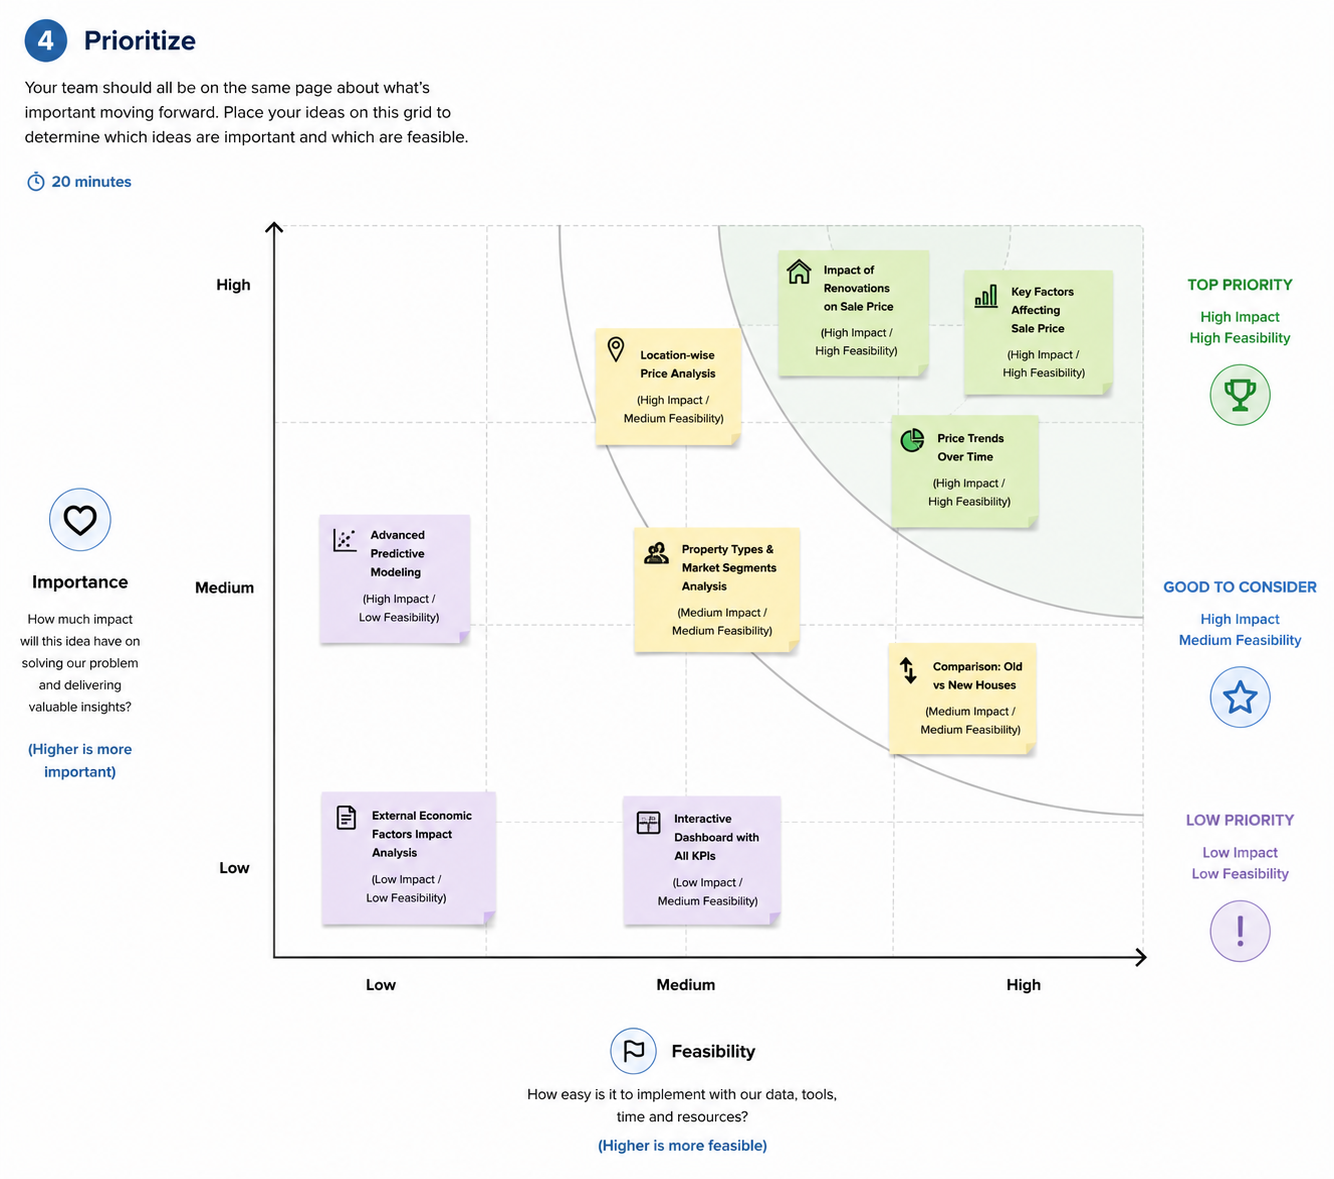 4 Prioritize
Your team should all be on the same page about what's
important moving forward. Place your ideas on this grid to
determine which ideas are important and which are feasible.
20 minutes
High
Medium
Low
Importance
How much impact
will this idea have on
solving our problem
and delivering
valuable insights?
(Higher is more
important)
Impact of
Renovations
on Sale Price
(High Impact /
High Feasibility)
Key Factors
Affecting
Sale Price
(High Impact /
High Feasibility)
Location-wise
Price Analysis
(High Impact /
Medium Feasibility)
Price Trends
Over Time
(High Impact /
High Feasibility)
Advanced
Predictive
Modeling
(High Impact /
Low Feasibility)
Property Types &
Market Segments
Analysis
(Medium Impact /
Medium Feasibility)
Comparison: Old
vs New Houses
(Medium Impact /
Medium Feasibility)
External Economic
Factors Impact
Analysis
(Low Impact /
Low Feasibility)
Interactive
Dashboard with
All KPIs
(Low Impact /
Medium Feasibility)
TOP PRIORITY
High Impact
High Feasibility
GOOD TO CONSIDER
High Impact
Medium Feasibility
LOW PRIORITY
Low Impact
Low Feasibility
Low
Medium
High
Feasibility
How easy is it to implement with our data, tools,
time and resources?
(Higher is more feasible)